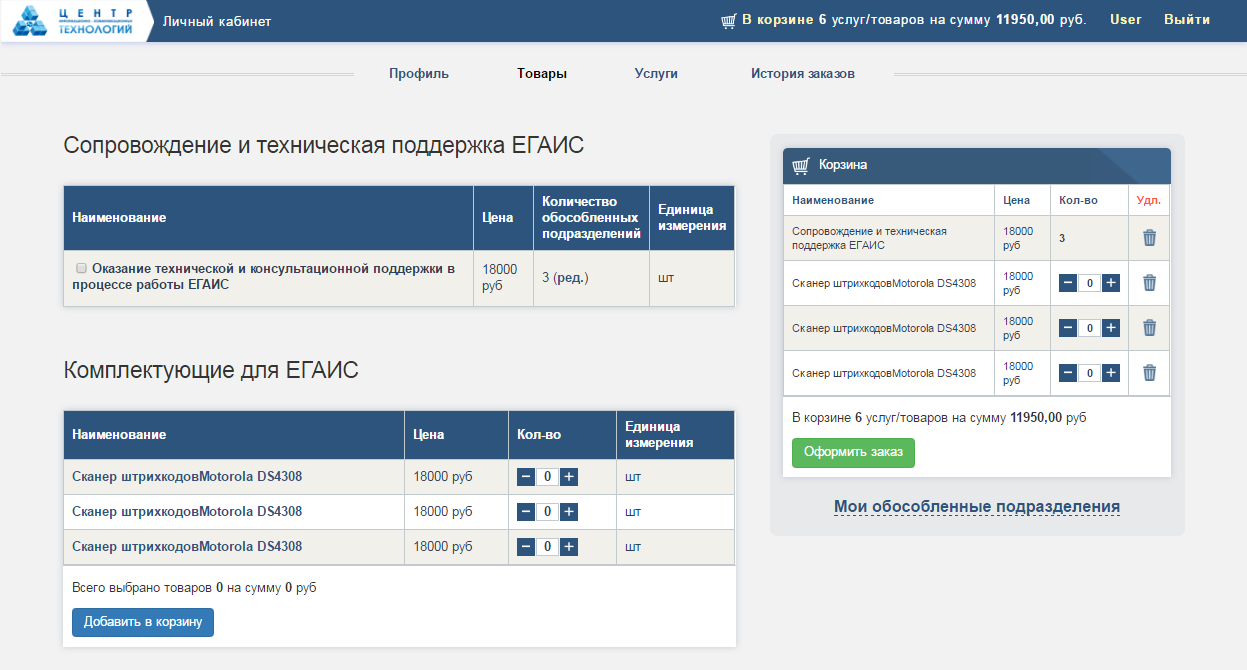 ЦЕНТР
ТЕХНОЛОГИЙ
Личный кабинет
В корзине 6 услуг/товаров на сумму 11950,00 руб.
User
Выйти
Профиль
Товары
Услуги
История заказов
Сопровождение и техническая поддержка ЕГАИС
Наименование
Цена
Количество
обособленных
подразделений
Единица
измерения
Оказание технической и консультационной поддержки в
процессе работы ЕГАИС
18000
руб
3 (ред.)
шт
Комплектующие для ЕГАИС
Наименование
Цена
Кол-во
Единица
измерения
Сканер штрихкодовMotorola DS4308
18000 руб
− 0 +
шт
Сканер штрихкодовMotorola DS4308
18000 руб
− 0 +
шт
Сканер штрихкодовMotorola DS4308
18000 руб
− 0 +
шт
Всего выбрано товаров 0 на сумму 0 руб
Добавить в корзину
Корзина
Наименование
Цена
Кол-во
Удл.
Сопровождение и техническая
поддержка ЕГАИС
18000
руб
3
Сканер штрихкодовMotorola DS4308
18000
руб
− 0 +
Сканер штрихкодовMotorola DS4308
18000
руб
− 0 +
Сканер штрихкодовMotorola DS4308
18000
руб
− 0 +
В корзине 6 услуг/товаров на сумму 11950,00 руб
Оформить заказ
Мои обособленные подразделения